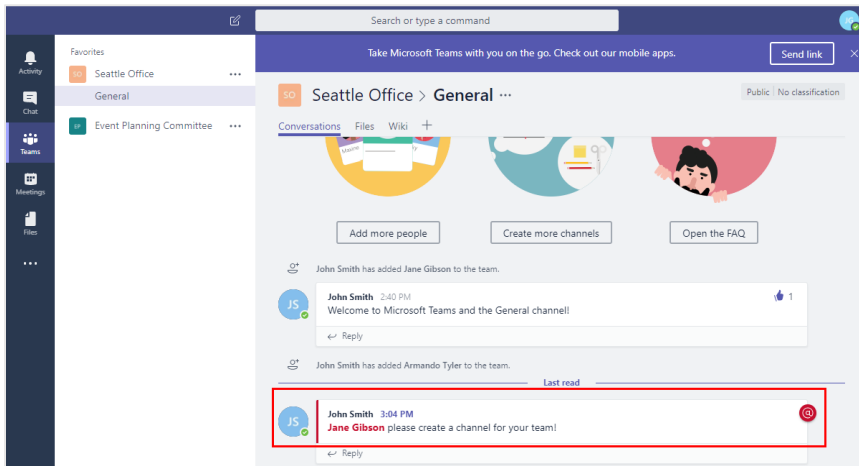 Search or type a command
JG
Activity
Chat
Teams
Meetings
Files
Favorites
SO Seattle Office
General
EP Event Planning Committee
Take Microsoft Teams with you on the go. Check out our mobile apps.
Send link
SO Seattle Office > General
Public No classification
Conversations Files Wiki
Maxine
Add more people
Create more channels
Open the FAQ
John Smith has added Jane Gibson to the team.
JS
John Smith 2:40 PM
1
Welcome to Microsoft Teams and the General channel!
Reply
John Smith has added Armando Tyler to the team.
Last read
JS
John Smith 3:04 PM
@
Jane Gibson please create a channel for your team!
Reply